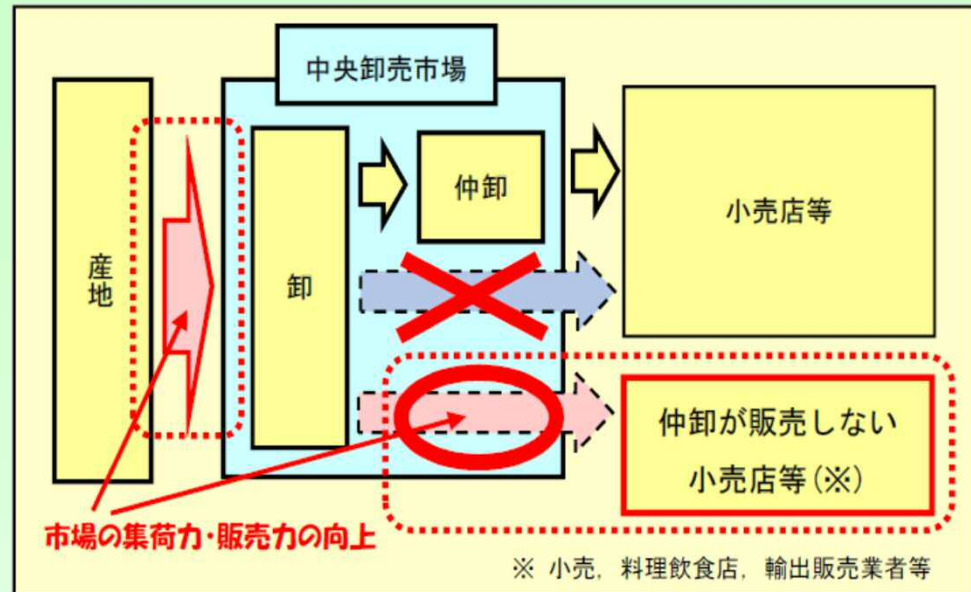 中央卸売市場
産地
卸
仲卸
小売店等
仲卸が販売しない
小売店等(※)
市場の集荷力・販売力の向上
※ 小売，料理飲食店，輸出販売業者等